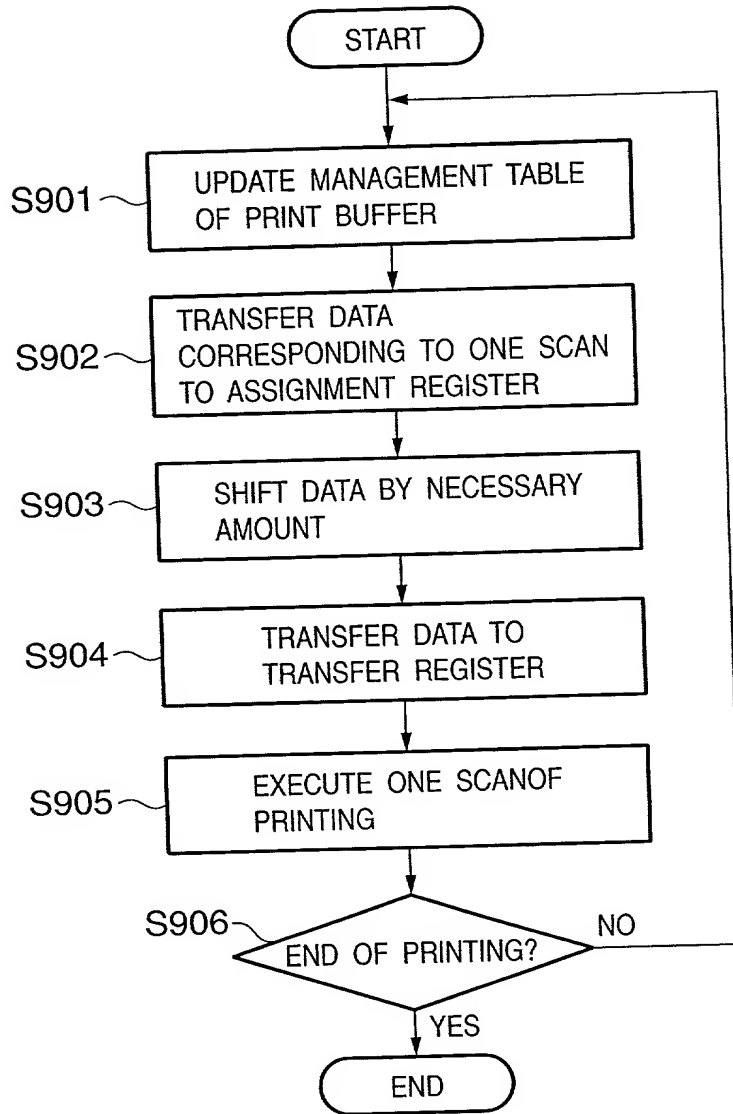 START
S901
UPDATE MANAGEMENT TABLE
OF PRINT BUFFER
S902
TRANSFER DATA
CORRESPONDING TO ONE SCAN
TO ASSIGNMENT REGISTER
S903
SHIFT DATA BY NECESSARY
AMOUNT
S904
TRANSFER DATA TO
TRANSFER REGISTER
S905
EXECUTE ONE SCANOF
PRINTING
S906
END OF PRINTING?
NO
YES
END